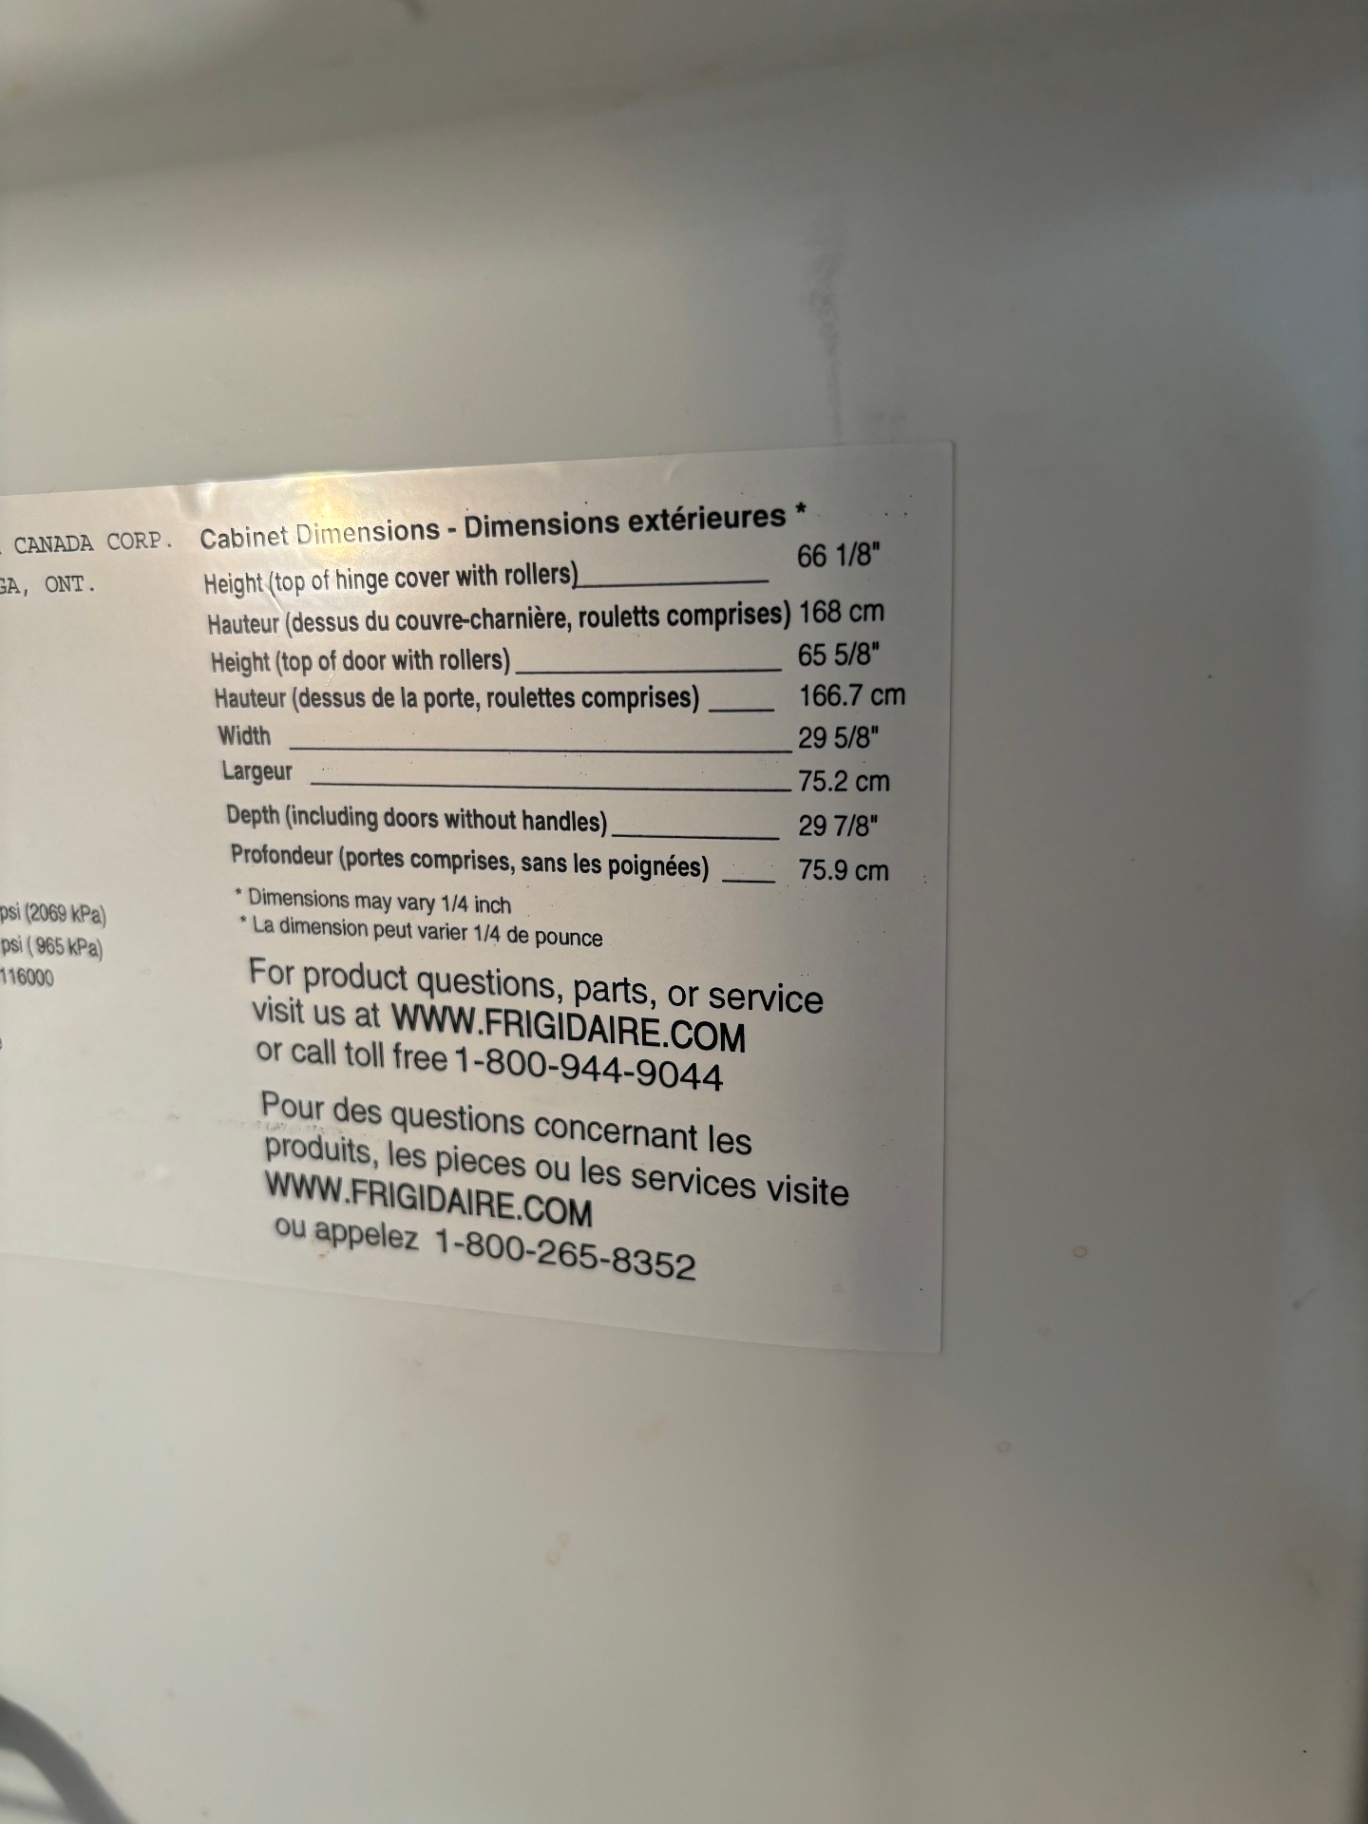 CANADA CORP.
GA, ONT.
psi (2069 kPa)
psi ( 965 kPa)
116000
Cabinet Dimensions - Dimensions extérieures *
Height (top of hinge cover with rollers) 66 1/8"
Hauteur (dessus du couvre-charnière, rouletts comprises) 168 cm
Height (top of door with rollers) 65 5/8"
Hauteur (dessus de la porte, roulettes comprises) 166.7 cm
Width 29 5/8"
Largeur 75.2 cm
Depth (including doors without handles) 29 7/8"
Profondeur (portes comprises, sans les poignées) 75.9 cm
* Dimensions may vary 1/4 inch
* La dimension peut varier 1/4 de pounce
For product questions, parts, or service
visit us at WWW.FRIGIDAIRE.COM
or call toll free 1-800-944-9044
Pour des questions concernant les
produits, les pieces ou les services visite
WWW.FRIGIDAIRE.COM
ou appelez 1-800-265-8352